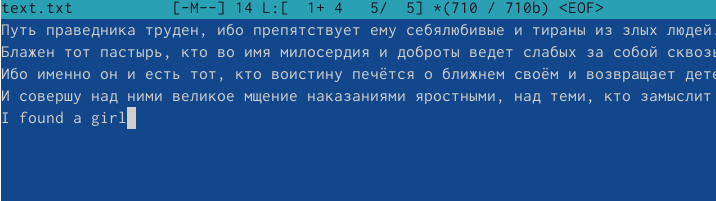 text.txt [-M--] 14 L:[ 1+ 4 5/ 5] *(710 / 710b) <EOF>
Путь праведника труден, ибо препятствует ему себялюбивые и тираны из злых людей.
Блажен тот пастырь, кто во имя милосердия и доброты ведет слабых за собой сквозь
Ибо именно он и есть тот, кто воистину печётся о ближнем своём и возвращает дете
И совершу над ними великое мщение наказаниями яростными, над теми, кто замыслит
I found a girl